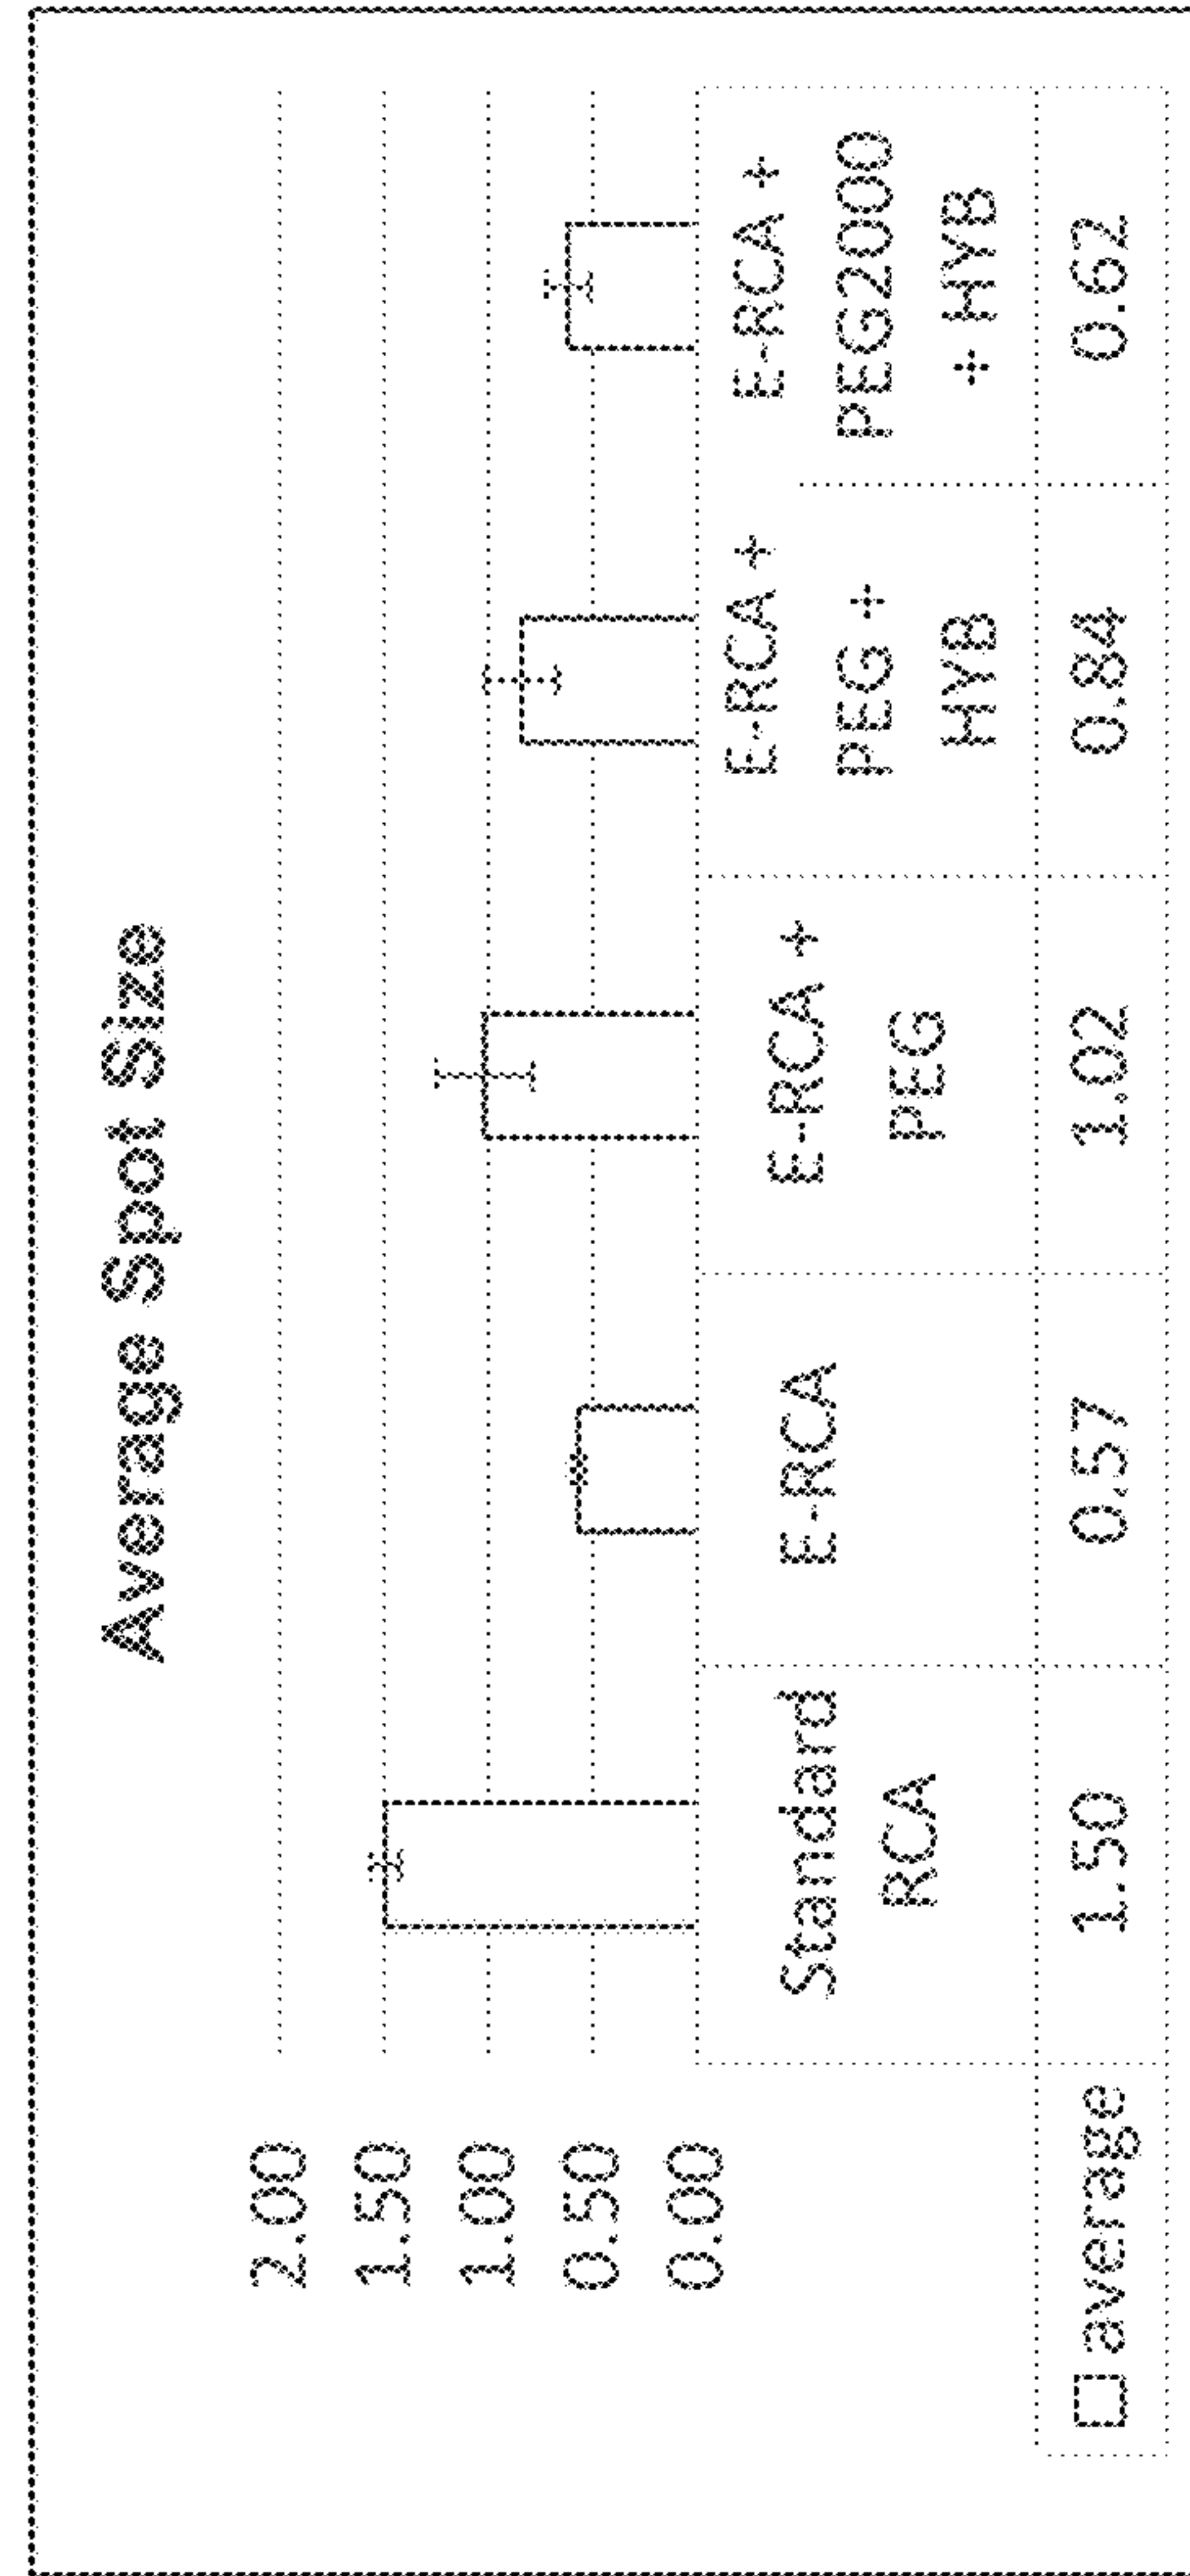 Average Spot Size
2.00
1.50
1.00
0.50
0.00
Standard
RCA
E-RCA
E-RCA +
PEG
E-RCA +
PEG +
HYB
E-RCA +
PEG2000
+ HYB
average 1.50 0.57 1.02 0.84 0.62